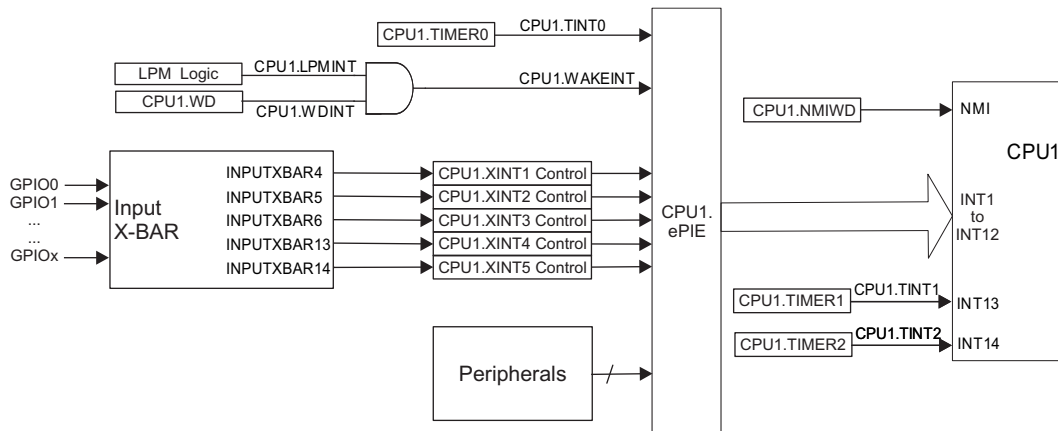 CPU1.TIMER0
CPU1.TINT0
LPM Logic
CPU1.LPMINT
CPU1.WD
CPU1.WDINT
CPU1.WAKEINT
GPIO0
GPIO1
...
...
GPIOx
Input
X-BAR
INPUTXBAR4
INPUTXBAR5
INPUTXBAR6
INPUTXBAR13
INPUTXBAR14
CPU1.XINT1 Control
CPU1.XINT2 Control
CPU1.XINT3 Control
CPU1.XINT4 Control
CPU1.XINT5 Control
Peripherals
CPU1.
ePIE
CPU1.NMIWD
NMI
CPU1
INT1
to
INT12
CPU1.TIMER1
CPU1.TINT1
INT13
CPU1.TIMER2
CPU1.TINT2
INT14